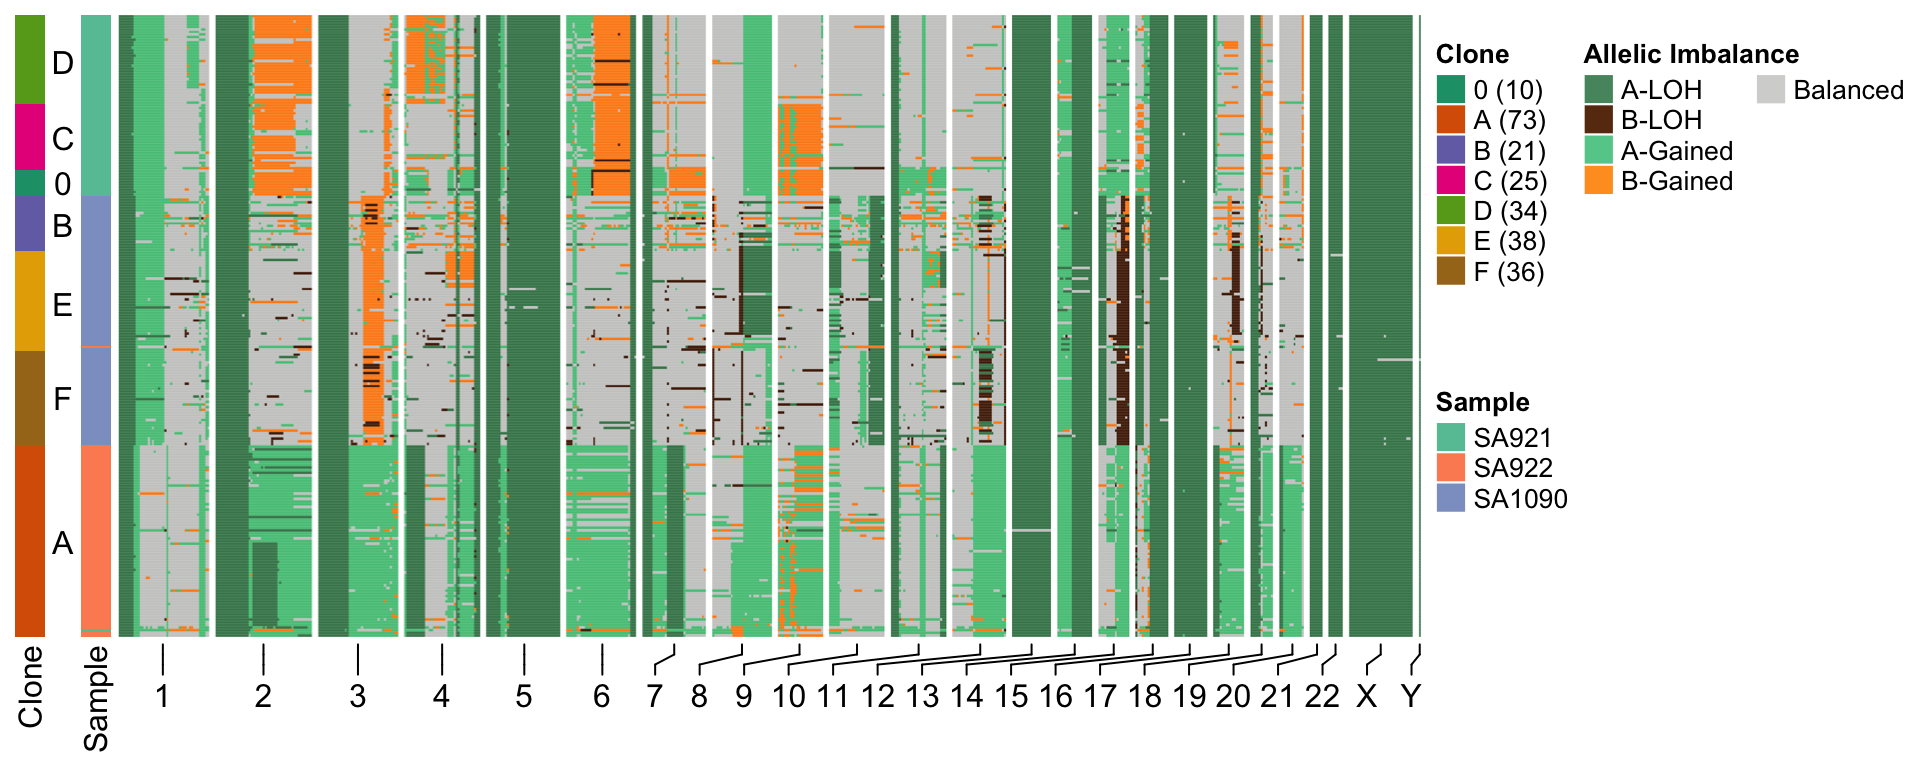 D
C
0
B
E
F
A
Clone
Sample
1 2 3 4 5 6 7 8 9 10 11 12 13 14 15 16 17 18 19 20 21 22 X Y
Clone
0 (10)
A (73)
B (21)
C (25)
D (34)
E (38)
F (36)
Allelic Imbalance
A-LOH
B-LOH
A-Gained
B-Gained
Balanced
Sample
SA921
SA922
SA1090